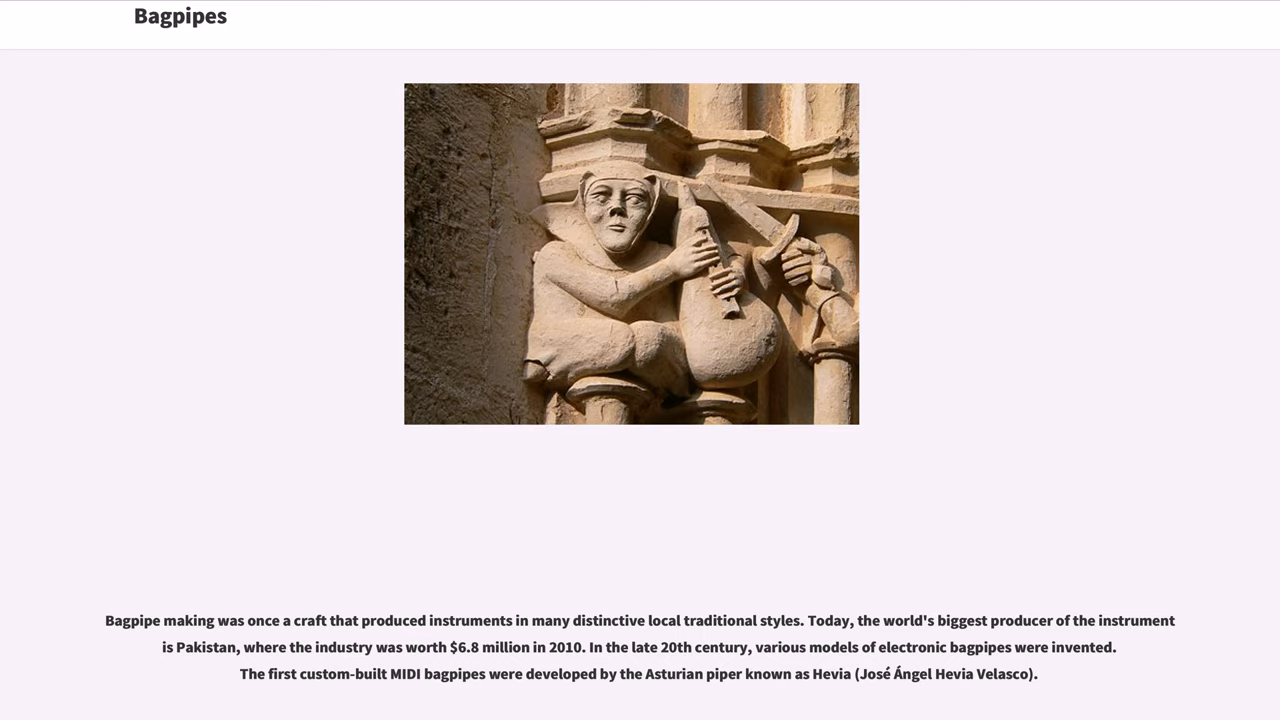 Bagpipes
Bagpipe making was once a craft that produced instruments in many distinctive local traditional styles. Today, the world's biggest producer of the instrument
is Pakistan, where the industry was worth $6.8 million in 2010. In the late 20th century, various models of electronic bagpipes were invented.
The first custom-built MIDI bagpipes were developed by the Asturian piper known as Hevia (José Ángel Hevia Velasco).